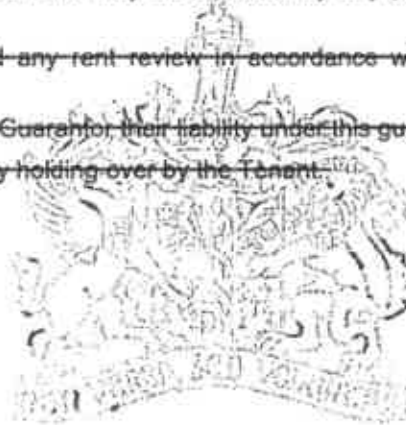 d any rent review in accordance w
Guarantor their liability under this gu
y holding over by the Tenant.